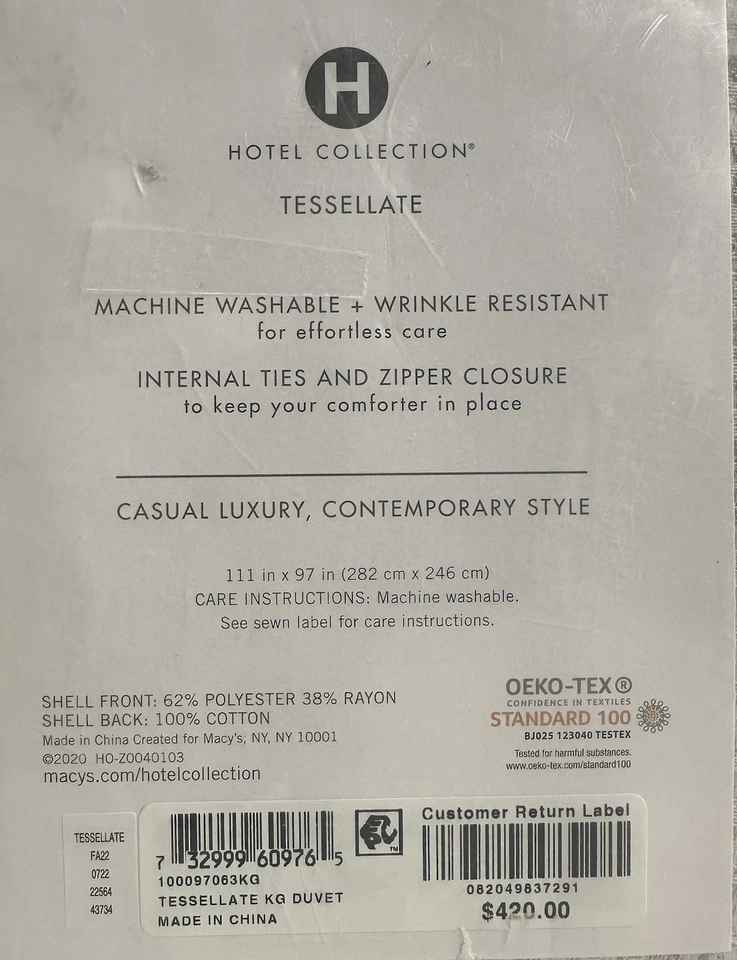 H
HOTEL COLLECTION®
TESSELLATE
MACHINE WASHABLE + WRINKLE RESISTANT
for effortless care
INTERNAL TIES AND ZIPPER CLOSURE
to keep your comforter in place
CASUAL LUXURY, CONTEMPORARY STYLE
111 in x 97 in (282 cm x 246 cm)
CARE INSTRUCTIONS: Machine washable.
See sewn label for care instructions.
SHELL FRONT: 62% POLYESTER 38% RAYON
SHELL BACK: 100% COTTON
Made in China Created for Macy's, NY, NY 10001
©2020 HO-Z0040103
macys.com/hotelcollection
OEKO-TEX®
CONFIDENCE IN TEXTILES
STANDARD 100
BJ025 123040 TESTEX
Tested for harmful substances.
www.oeko-tex.com/standard100
TESSELLATE
FA22
0722
22564
43734
7 32999 60976 5
100097063KG
TESSELLATE KG DUVET
MADE IN CHINA
EPC TM
Customer Return Label
082049837291
$420.00